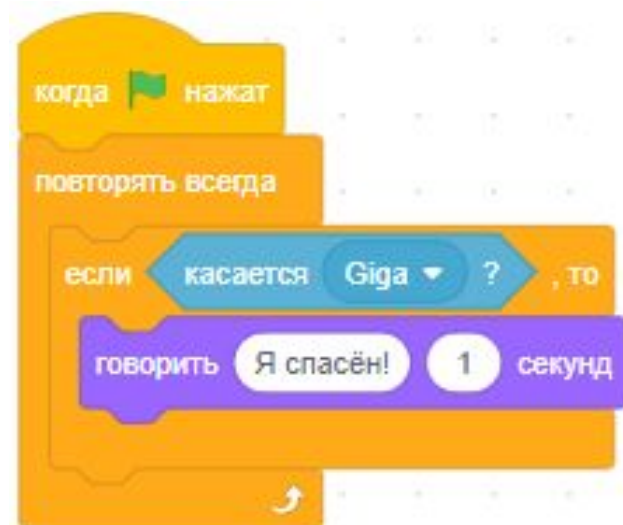 когда нажат
повторять всегда
если касается Giga ? , то
говорить Я спасён! 1 секунд